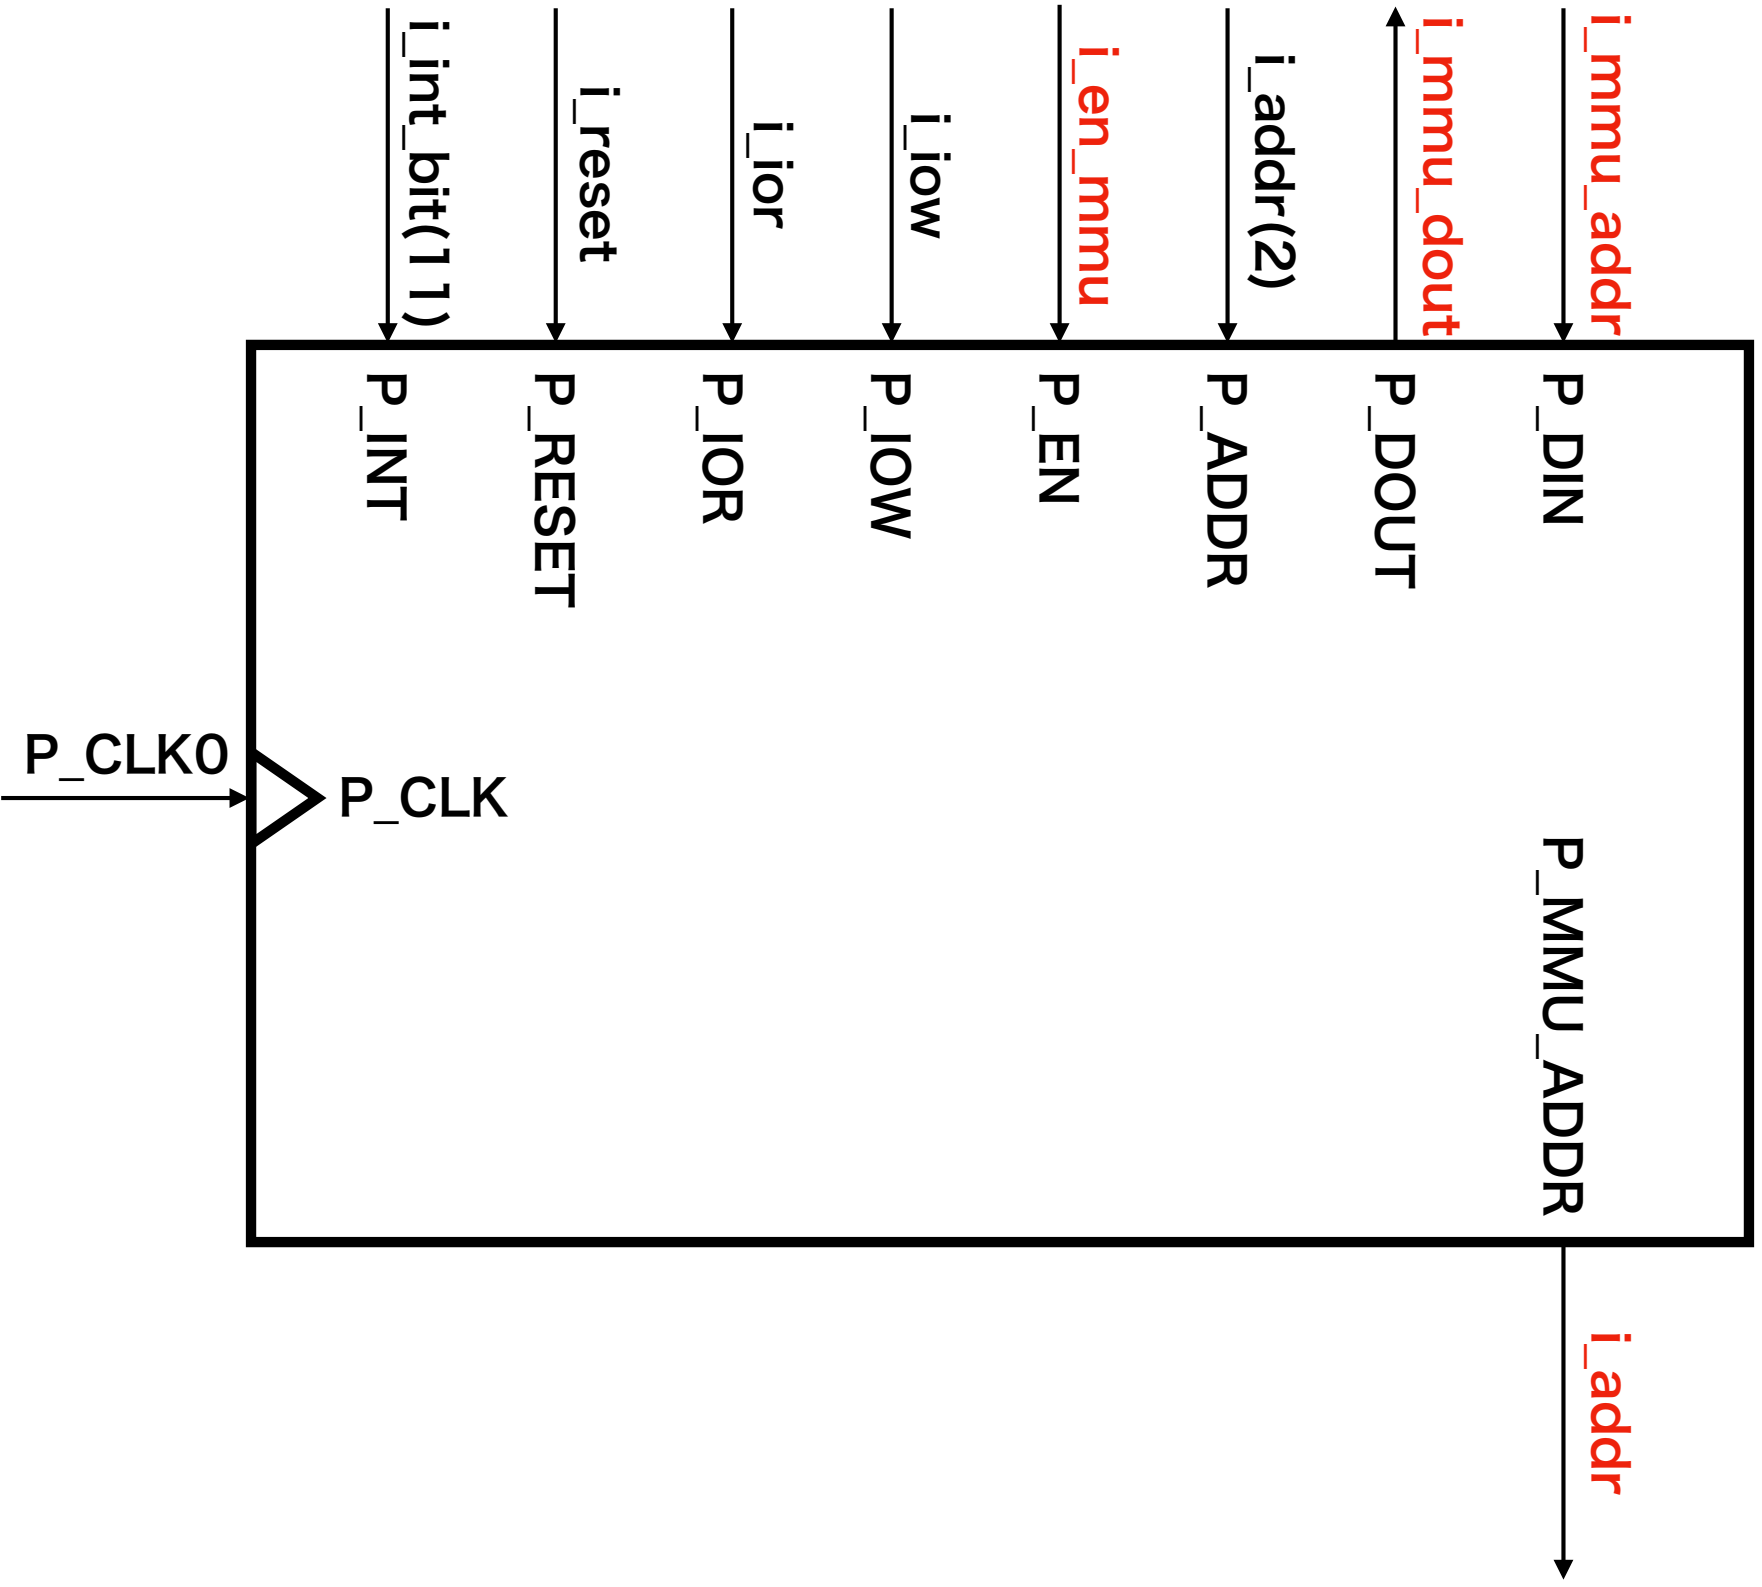 i_int_bit(11)
i_reset
i_ior
i_iow
i_en_mmu
i_addr(2)
i_mmu_dout
i_mmu_addr
P_INT
P_RESET
P_IOR
P_IOW
P_EN
P_ADDR
P_DOUT
P_DIN
P_CLK0
P_CLK
P_MMU_ADDR
i_addr